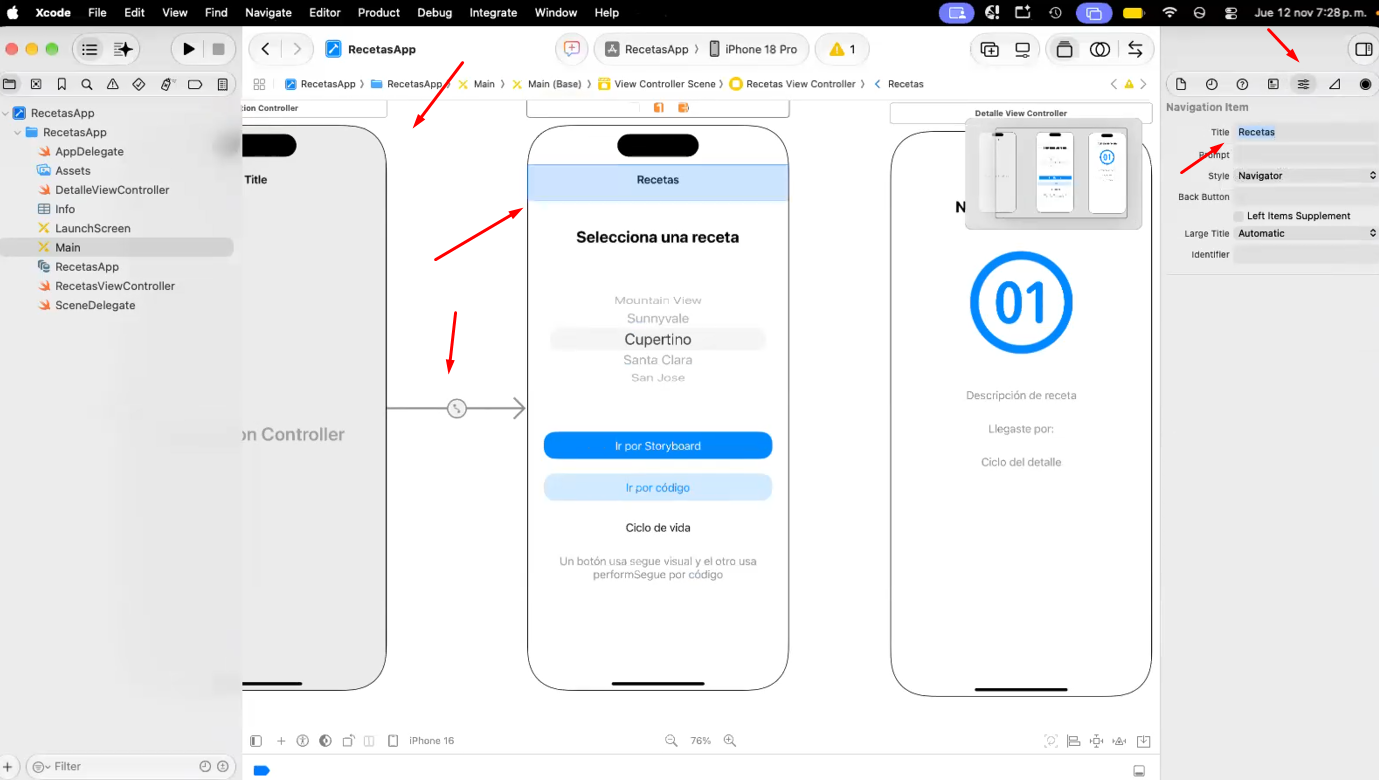 Xcode File Edit View Find Navigate Editor Product Debug Integrate Window Help Jue 12 nov 7:28 p.m.
RecetasApp RecetasApp iPhone 18 Pro 1
RecetasApp RecetasApp Main Main (Base) View Controller Scene Recetas View Controller Recetas
RecetasApp
RecetasApp
AppDelegate
Assets
DetalleViewController
Info
LaunchScreen
Main
RecetasApp
RecetasViewController
SceneDelegate
Filter
tion Controller
Title
on Controller
Recetas
Selecciona una receta
Mountain View
Sunnyvale
Cupertino
Santa Clara
San Jose
Ir por Storyboard
Ir por código
Ciclo de vida
Un botón usa segue visual y el otro usa
performSegue por código
Detalle View Controller
N
01
01
Descripción de receta
Llegaste por:
Ciclo del detalle
iPhone 16 76%
Navigation Item
Title Recetas
Prompt
Style Navigator
Back Button
Left Items Supplement
Large Title Automatic
Identifier